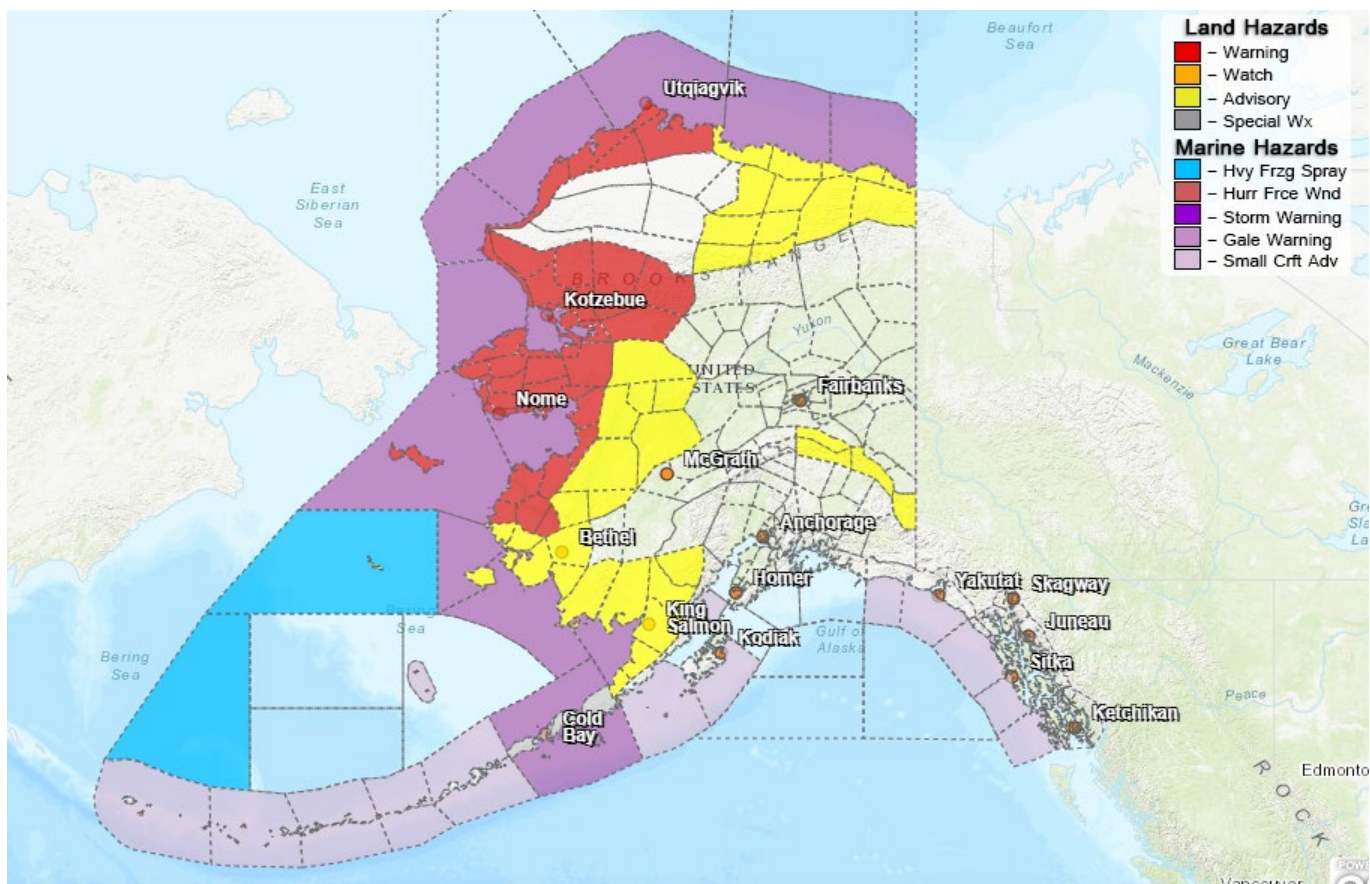 Beaufort
Sea
Land Hazards
– Warning
– Watch
– Advisory
– Special Wx
Marine Hazards
– Hvy Frzg Spray
– Hurr Frce Wnd
– Storm Warning
– Gale Warning
– Small Crft Adv
Utqiagvik
East
Siberian
Sea
BROOKS RANGE
Kotzebue
Yukon
Great Bear
Lake
Mackenzie
UNITED
STATES
Fairbanks
Nome
McGrath
Anchorage
Bethel
Homer
Yakutat
Skagway
King
Salmon
Juneau
Kodiak
Gulf of
Alaska
Sitka
Bering
Sea
Bering
Sea
Peace
Ketchikan
Cold
Bay
Edmonto
ROCK
Vancouver